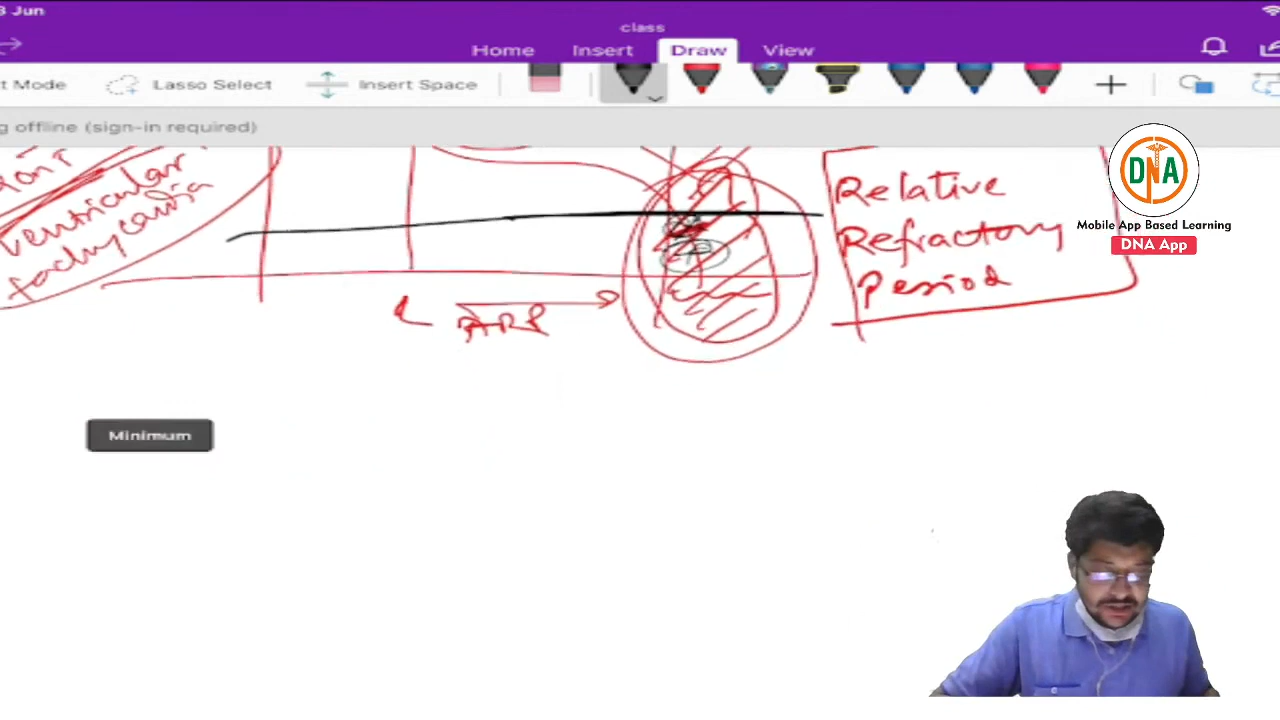 3 Jun
class
Home Insert Draw View
t Mode Lasso Select Insert Space
g offline (sign-in required)
ventricular
tachycardia
Relative
Refractory
Period
ARP
DNA
Mobile App Based Learning
DNA App
Minimum